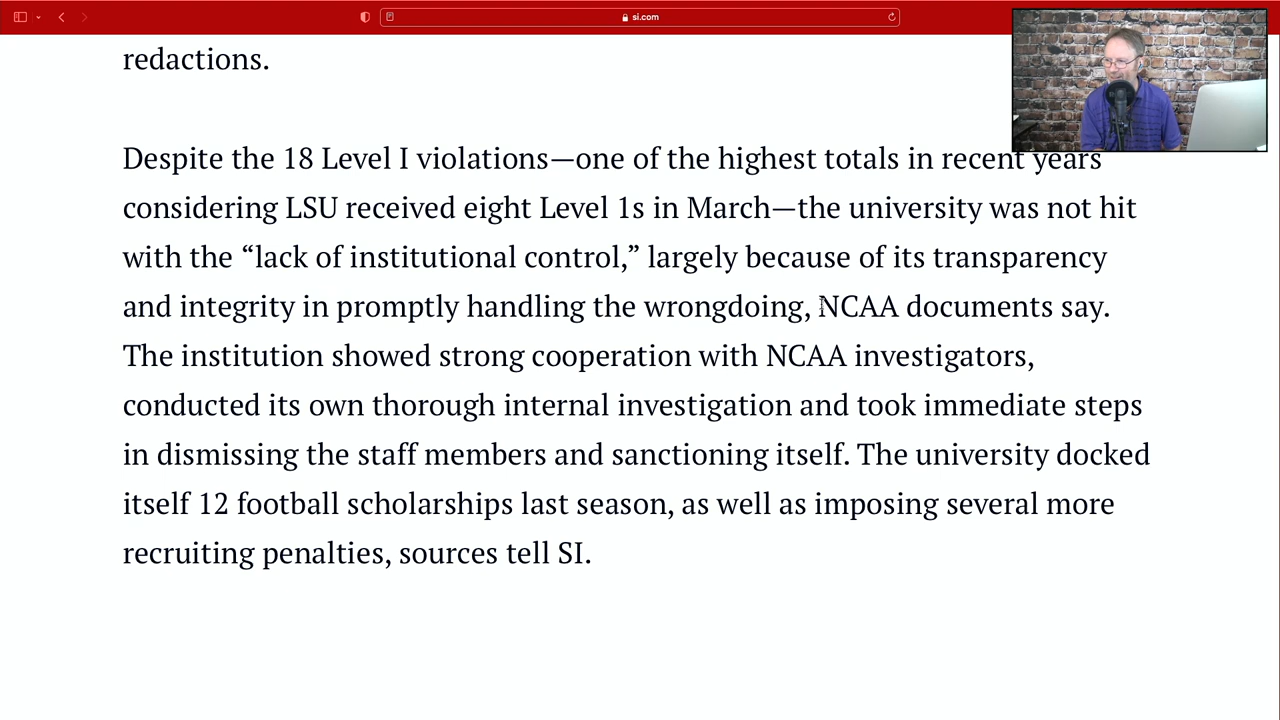 si.com
redactions.
Despite the 18 Level I violations—one of the highest totals in recent years
considering LSU received eight Level 1s in March—the university was not hit
with the “lack of institutional control,” largely because of its transparency
and integrity in promptly handling the wrongdoing, NCAA documents say.
The institution showed strong cooperation with NCAA investigators,
conducted its own thorough internal investigation and took immediate steps
in dismissing the staff members and sanctioning itself. The university docked
itself 12 football scholarships last season, as well as imposing several more
recruiting penalties, sources tell SI.